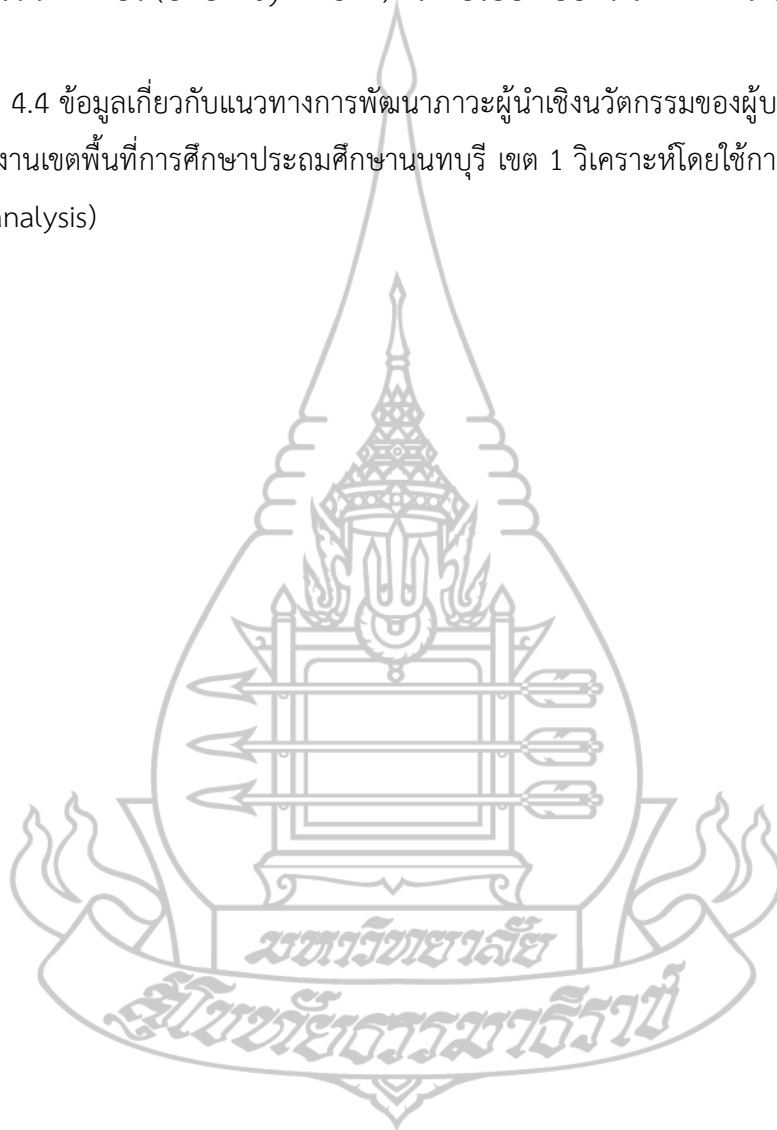 4.4 ข้อมูลเกี่ยวกับแนวทางการพัฒนาภาวะผู้นำเชิงนวัตกรรมของผู้บ
งานเขตพื้นที่การศึกษาประถมศึกษานนทบุรี เขต 1 วิเคราะห์โดยใช้กา
nalysis)
มหาวิทยาลัย
สุโขทัยธรรมาธิราช